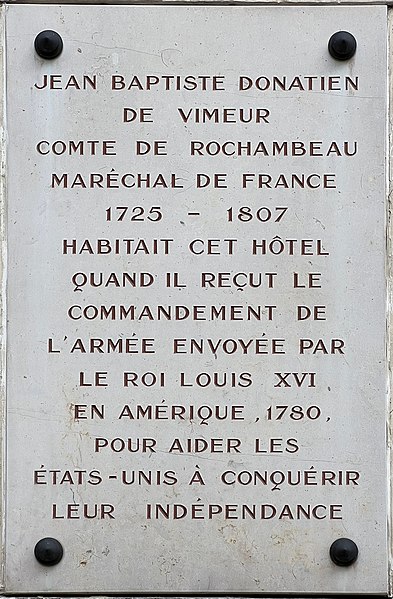 JEAN BAPTISTE DONATIEN
DE VIMEUR
COMTE DE ROCHAMBEAU
MARÉCHAL DE FRANCE
1725 - 1807
HABITAIT CET HÔTEL
QUAND IL REÇUT LE
COMMANDEMENT DE
L'ARMÉE ENVOYÉE PAR
LE ROI LOUIS XVI
EN AMÉRIQUE, 1780,
POUR AIDER LES
ÉTATS-UNIS À CONQUÉRIR
LEUR INDÉPENDANCE